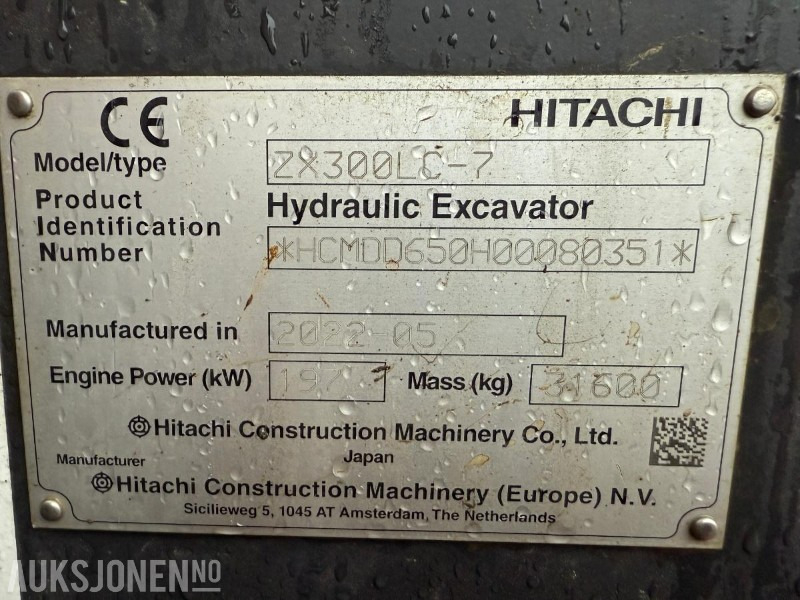 CE HITACHI
Model/type ZX300LC-7
Product
Identification Hydraulic Excavator
Number *HCMDD650H00080351*
Manufactured in 2022-05
Engine Power (kW) 197 Mass (kg) 31600
Hitachi Construction Machinery Co., Ltd.
Manufacturer Japan
Hitachi Construction Machinery (Europe) N.V.
Sicilieweg 5, 1045 AT Amsterdam, The Netherlands
AUKSJONEN.NO